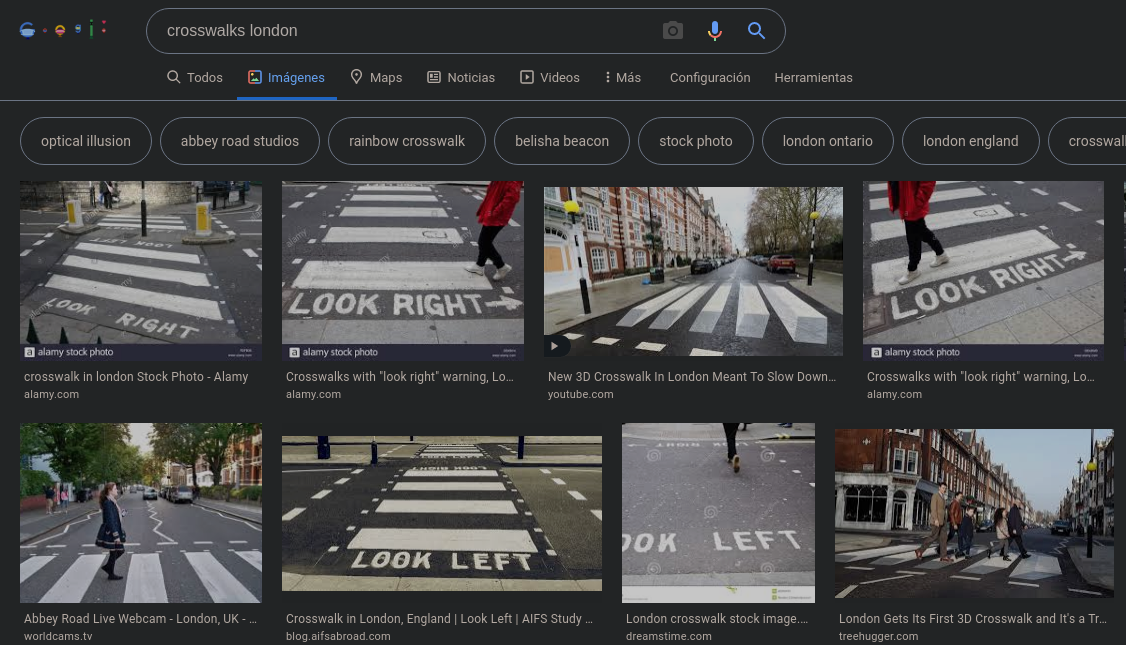 crosswalks london
Todos Imágenes Maps Noticias Videos Más Configuración Herramientas
optical illusion abbey road studios rainbow crosswalk belisha beacon stock photo london ontario london england crosswal
LOOK RIGHT
a alamy stock photo
crosswalk in london Stock Photo - Alamy
alamy.com
alamy
LOOK RIGHT
a alamy stock photo
Crosswalks with "look right" warning, Lo...
alamy.com
New 3D Crosswalk In London Meant To Slow Down...
youtube.com
LOOK RIGHT
a alamy stock photo
Crosswalks with "look right" warning, Lo...
alamy.com
Abbey Road Live Webcam - London, UK - ...
worldcams.tv
LOOK RIGHT
LOOK LEFT
Crosswalk in London, England | Look Left | AIFS Study ...
blog.aifsabroad.com
OOK LEFT
London crosswalk stock image....
dreamstime.com
London Gets Its First 3D Crosswalk and It's a Tr...
treehugger.com